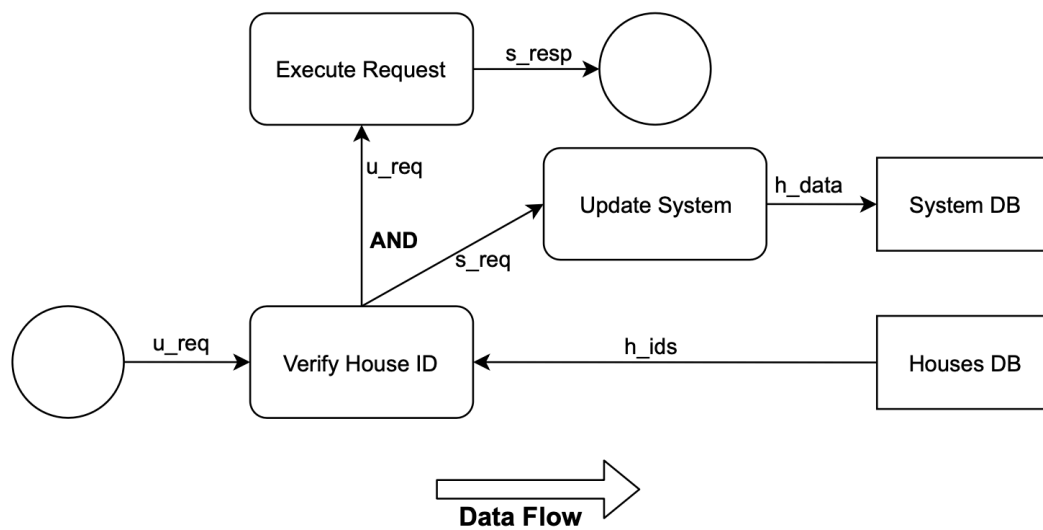 Execute Request
s_resp
u_req
Update System
h_data
System DB
AND
s_req
u_req
Verify House ID
h_ids
Houses DB
Data Flow